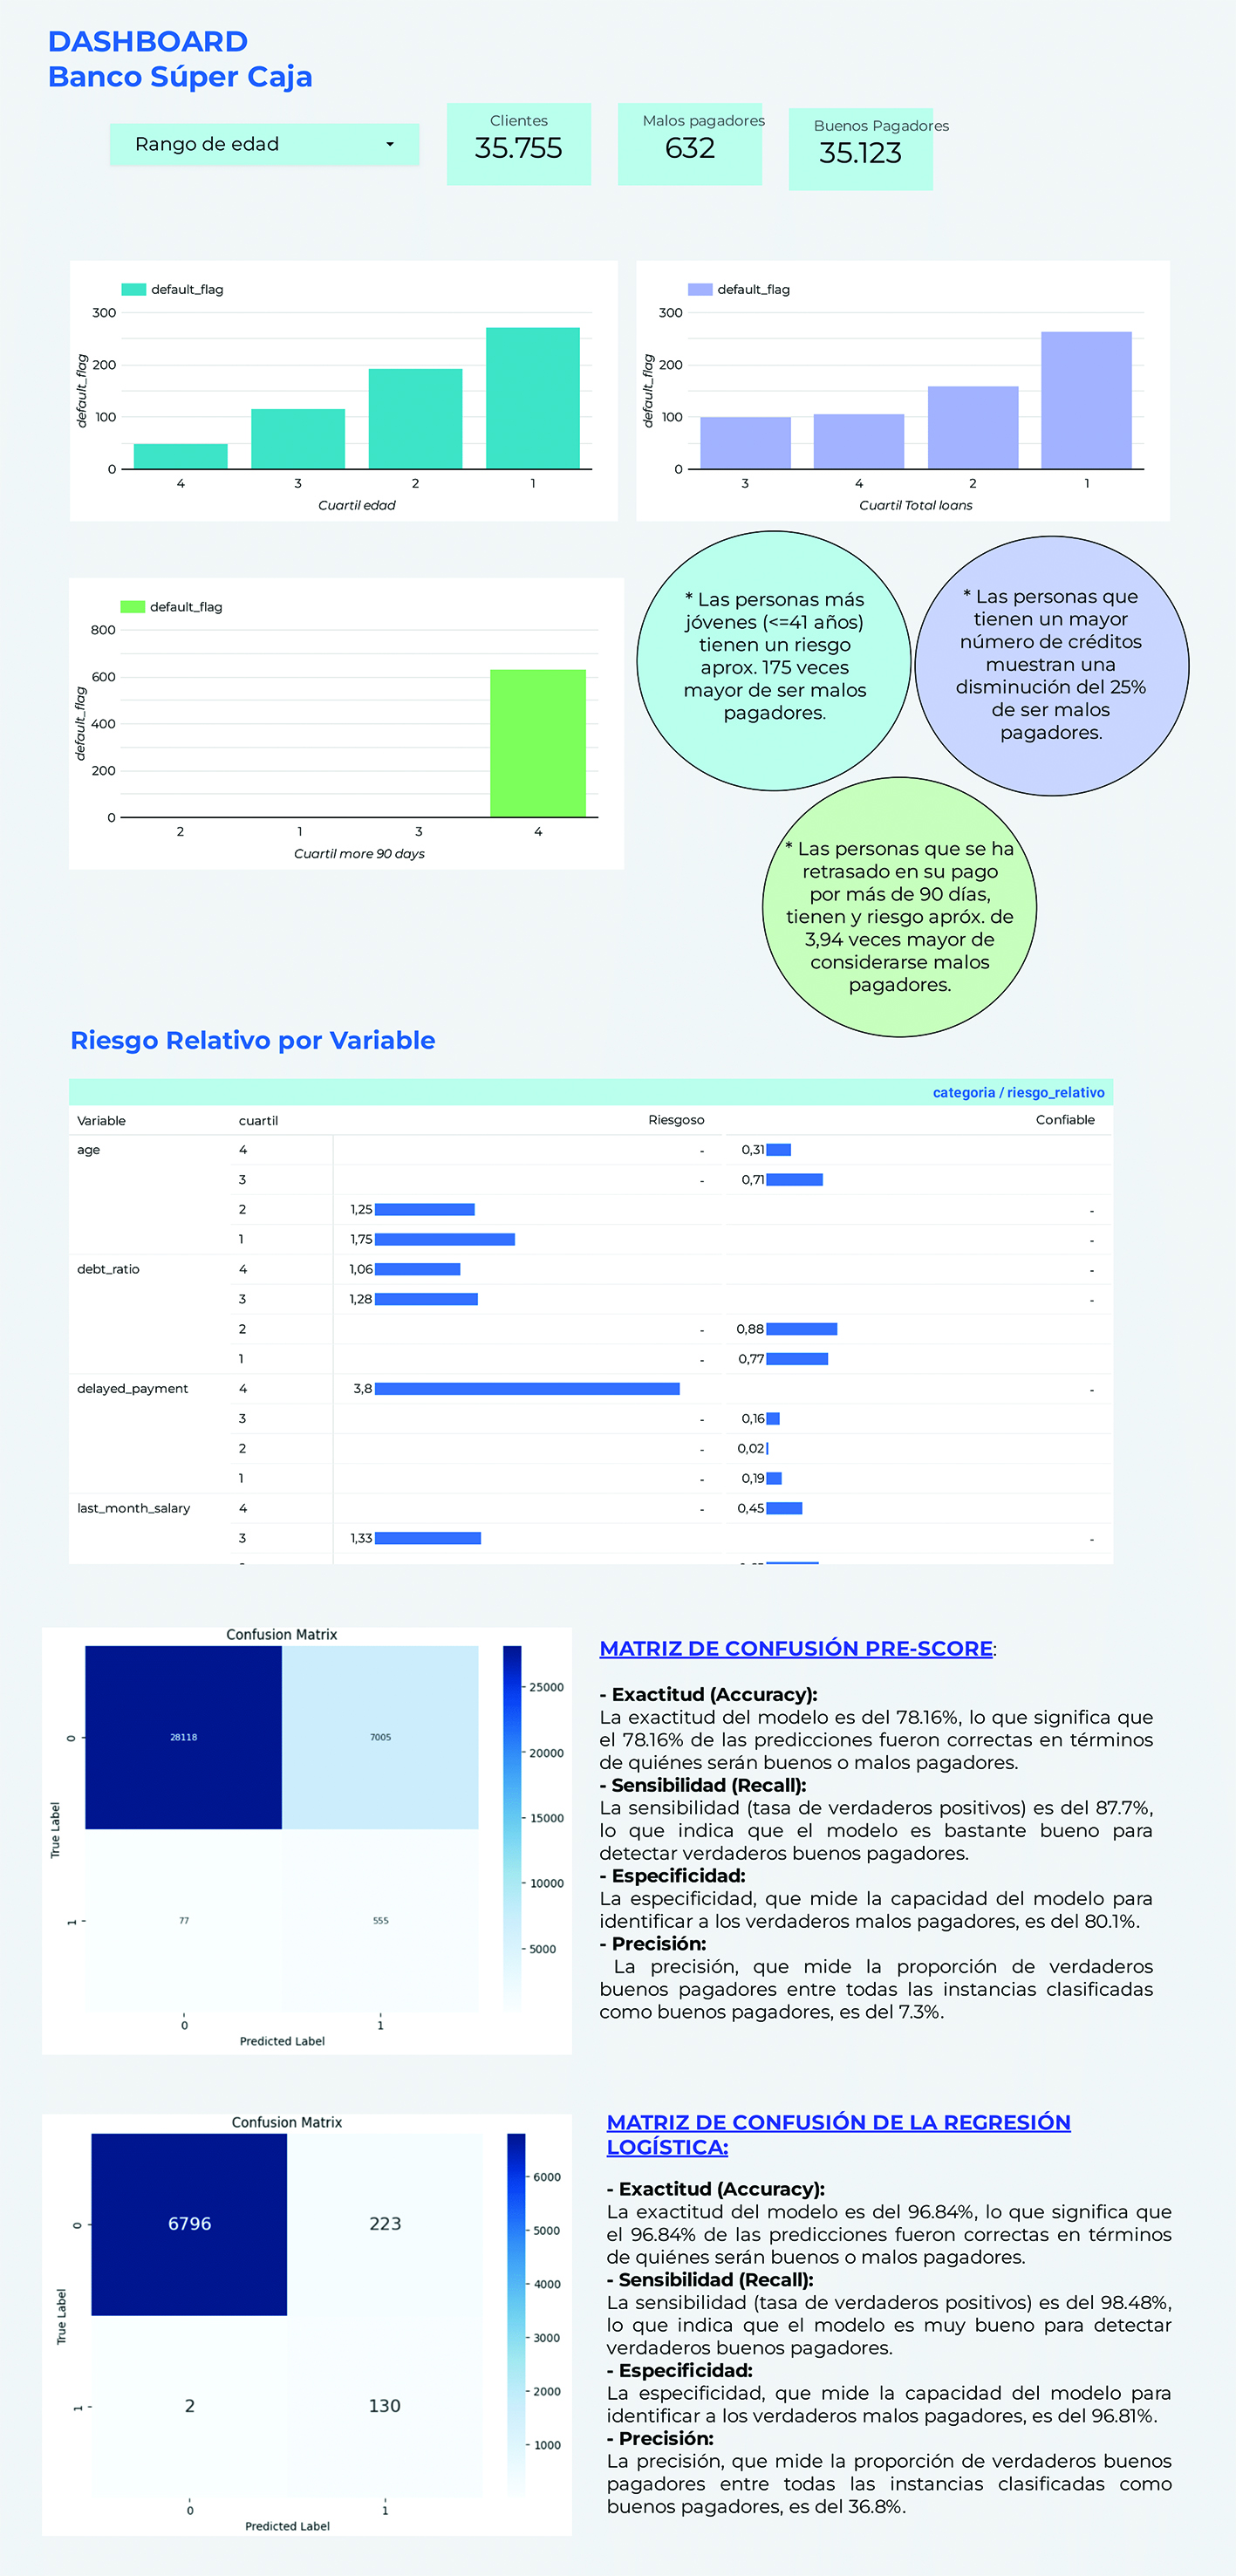 DASHBOARD
Banco Súper Caja
Rango de edad
Clientes
35.755
Malos pagadores
632
Buenos Pagadores
35.123
default_flag
300
200
100
0
default_flag
4
3
2
1
Cuartil edad
default_flag
300
200
100
0
default_flag
3
4
2
1
Cuartil Total loans
default_flag
800
600
400
200
0
default_flag
2
1
3
4
Cuartil more 90 days
* Las personas más
jóvenes (<=41 años)
tienen un riesgo
aprox. 175 veces
mayor de ser malos
pagadores.
* Las personas que
tienen un mayor
número de créditos
muestran una
disminución del 25%
de ser malos
pagadores.
* Las personas que se ha
retrasado en su pago
por más de 90 días,
tienen y riesgo apróx. de
3,94 veces mayor de
considerarse malos
pagadores.
Riesgo Relativo por Variable
categoria / riesgo_relativo
Variable cuartil Riesgoso Confiable
age 4 - 0,31
3 - 0,71
2 1,25 -
1 1,75 -
debt_ratio 4 1,06 -
3 1,28 -
2 - 0,88
1 - 0,77
delayed_payment 4 3,8 -
3 - 0,16
2 - 0,02
1 - 0,19
last_month_salary 4 - 0,45
3 1,33 -
Confusion Matrix
28118
7005
77
555
0
1
True Label
0
1
Predicted Label
25000
20000
15000
10000
5000
MATRIZ DE CONFUSIÓN PRE-SCORE:
- Exactitud (Accuracy):
La exactitud del modelo es del 78.16%, lo que significa que
el 78.16% de las predicciones fueron correctas en términos
de quiénes serán buenos o malos pagadores.
- Sensibilidad (Recall):
La sensibilidad (tasa de verdaderos positivos) es del 87.7%,
lo que indica que el modelo es bastante bueno para
detectar verdaderos buenos pagadores.
- Especificidad:
La especificidad, que mide la capacidad del modelo para
identificar a los verdaderos malos pagadores, es del 80.1%.
- Precisión:
La precisión, que mide la proporción de verdaderos
buenos pagadores entre todas las instancias clasificadas
como buenos pagadores, es del 7.3%.
Confusion Matrix
6796
223
2
130
0
1
True Label
0
1
Predicted Label
6000
5000
4000
3000
2000
1000
MATRIZ DE CONFUSIÓN DE LA REGRESIÓN
LOGÍSTICA:
- Exactitud (Accuracy):
La exactitud del modelo es del 96.84%, lo que significa que
el 96.84% de las predicciones fueron correctas en términos
de quiénes serán buenos o malos pagadores.
- Sensibilidad (Recall):
La sensibilidad (tasa de verdaderos positivos) es del 98.48%,
lo que indica que el modelo es muy bueno para detectar
verdaderos buenos pagadores.
- Especificidad:
La especificidad, que mide la capacidad del modelo para
identificar a los verdaderos malos pagadores, es del 96.81%.
- Precisión:
La precisión, que mide la proporción de verdaderos buenos
pagadores entre todas las instancias clasificadas como
buenos pagadores, es del 36.8%.